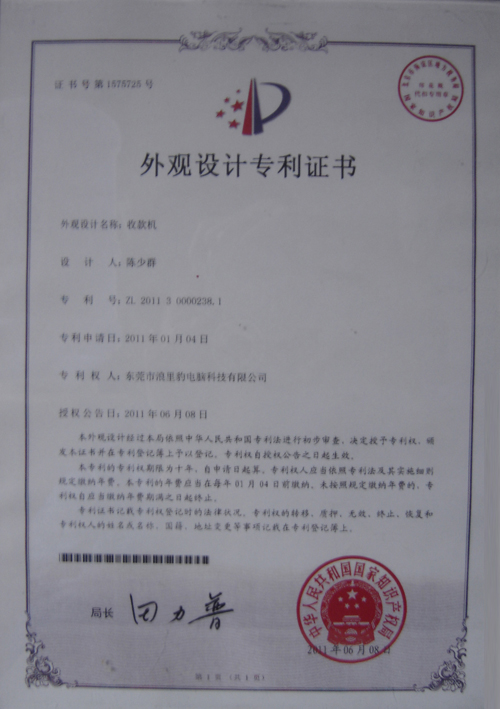 证书号第1575725号
外观设计专利证书
外观设计名称：收款机
设 计 人：陈少群
专 利 号：ZL 2011 3 0000238.1
专利申请日：2011年01月04日
专 利 权 人：东莞市浪里豹电脑科技有限公司
授权公告日：2011年06月08日
本外观设计经过本局依照中华人民共和国专利法进行初步审查，决定授予专利权，颁
发本证书并在专利登记簿上予以登记。专利权自授权公告之日起生效。
本专利的专利权期限为十年，自申请日起算。专利权人应当依照专利法及其实施细则
规定缴纳年费。本专利的年费应当在每年01月04日前缴纳。未按照规定缴纳年费的，专
利权自应当缴纳年费期满之日起终止。
专利证书记载专利权登记时的法律状况。专利权的转移、质押、无效、终止、恢复和
专利权人的姓名或名称、国籍、地址变更等事项记载在专利登记簿上。
局长
田力普
中华人民共和国国家知识产权局
2011年06月08日
第1页（共1页）